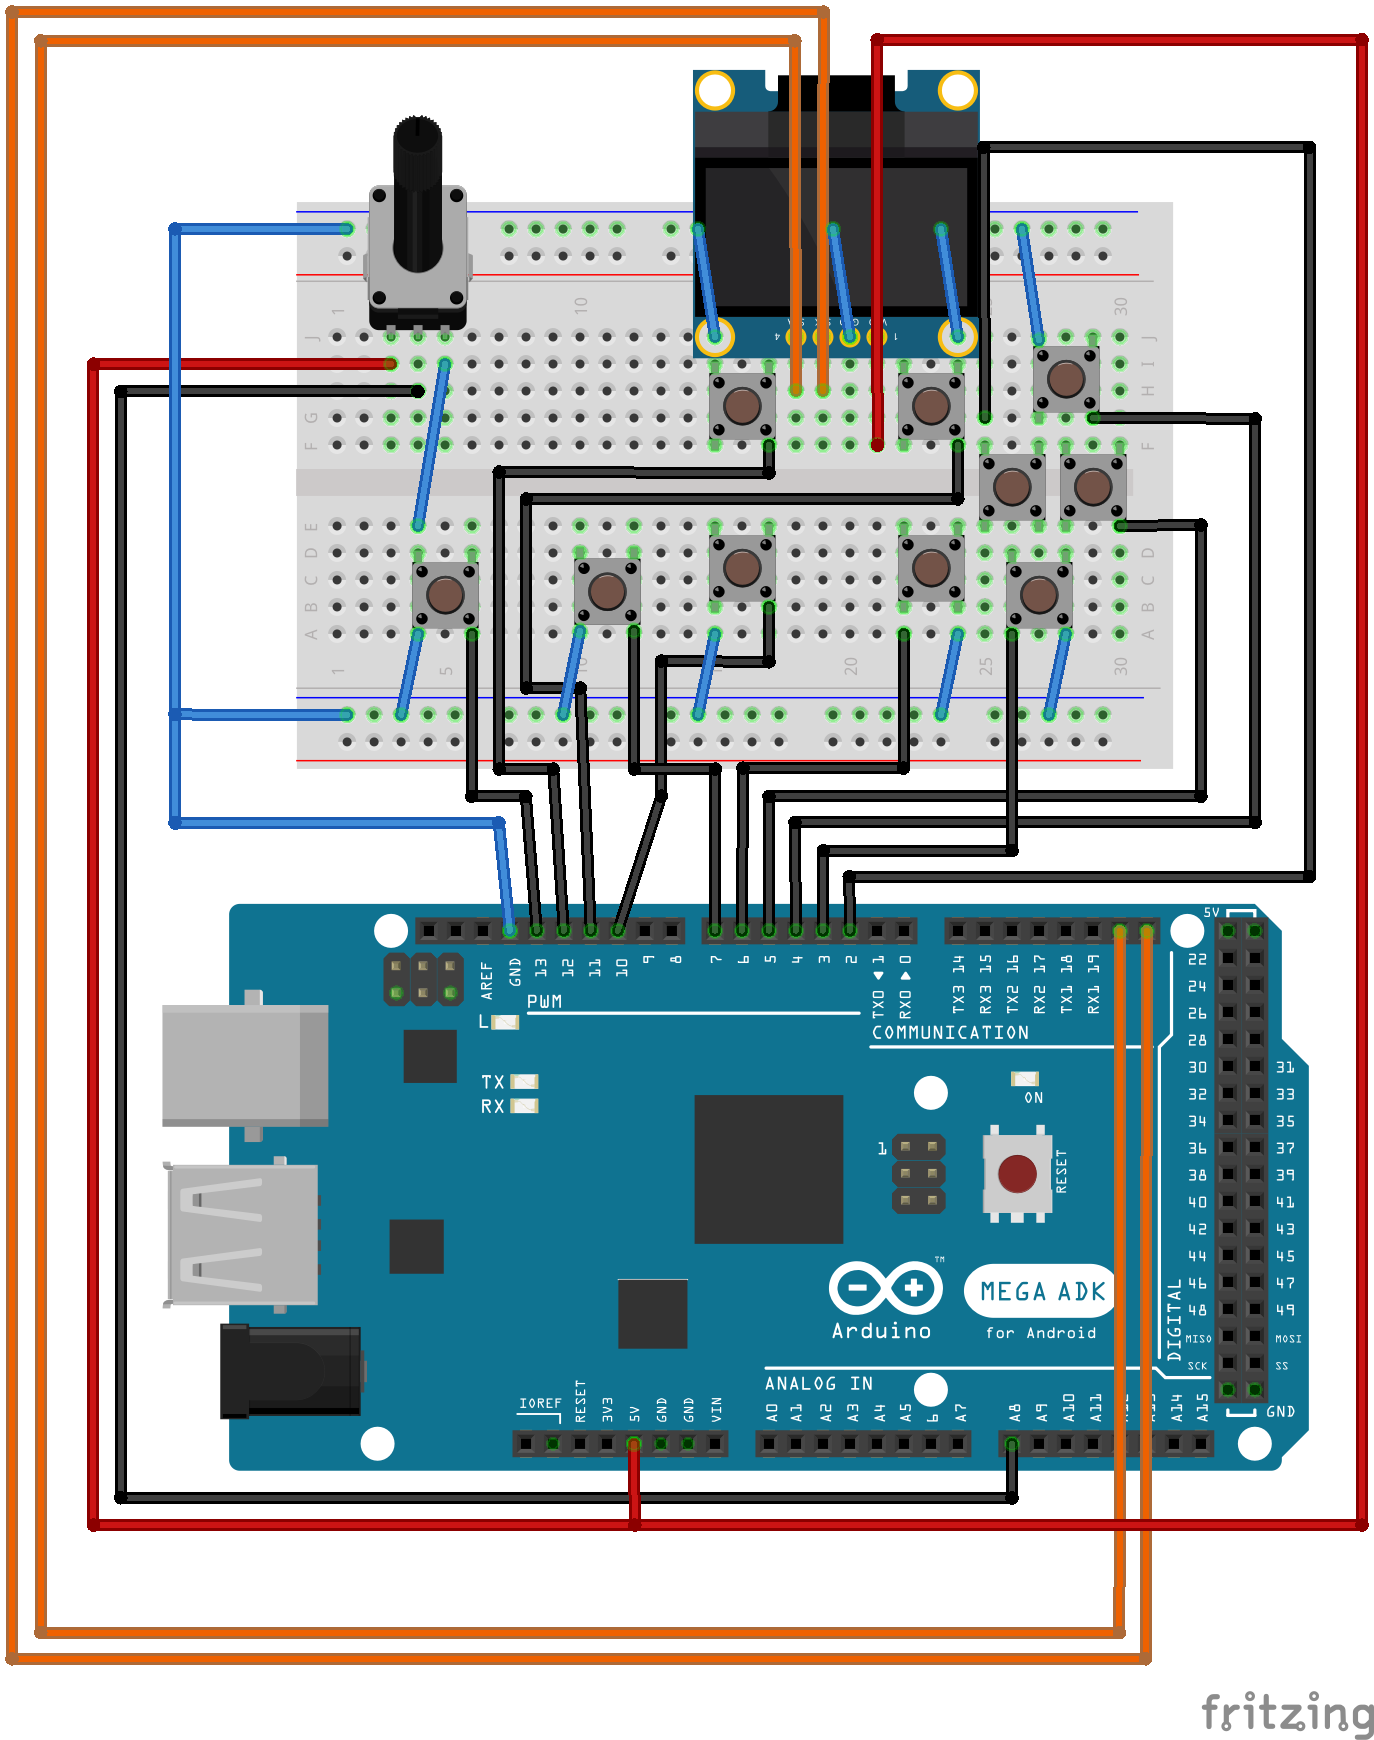 1 10 30
J J
I I
H H
G G
F F
4 1
E E
D D
C C
B B
A A
1 5 20 25 30
5V
AREF GND 13 12 11 10 9 8 7 6 5 4 3 2 1 0
TX0 RX0
TX3 14 RX3 15 TX2 16 RX2 17 TX1 18 RX1 19
PWM
COMMUNICATION
L
TX
RX
ON
1
RESET
22
24
26
28
30 31
32 33
34 35
36 37
38 39
40 41
42 43
44 45
46 47
48 49
MISO MOSI
SCK SS
GND
DIGITAL
TM
MEGA ADK
Arduino
for Android
ANALOG IN
IOREF RESET 3V3 5V GND GND VIN
A0 A1 A2 A3 A4 A5 6 A7
A8 A9 A10 A11 A14 A15
fritzing